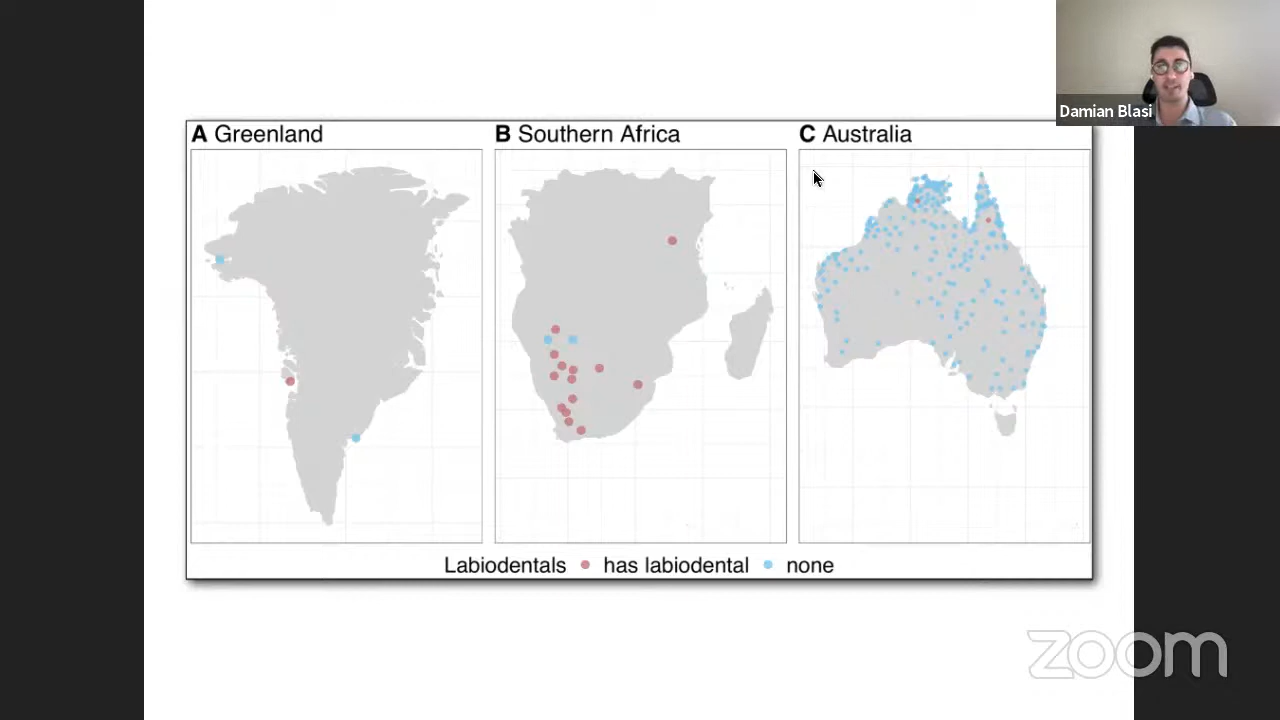 Damian Blasi
A Greenland
B Southern Africa
C Australia
Labiodentals has labiodental none
zoom